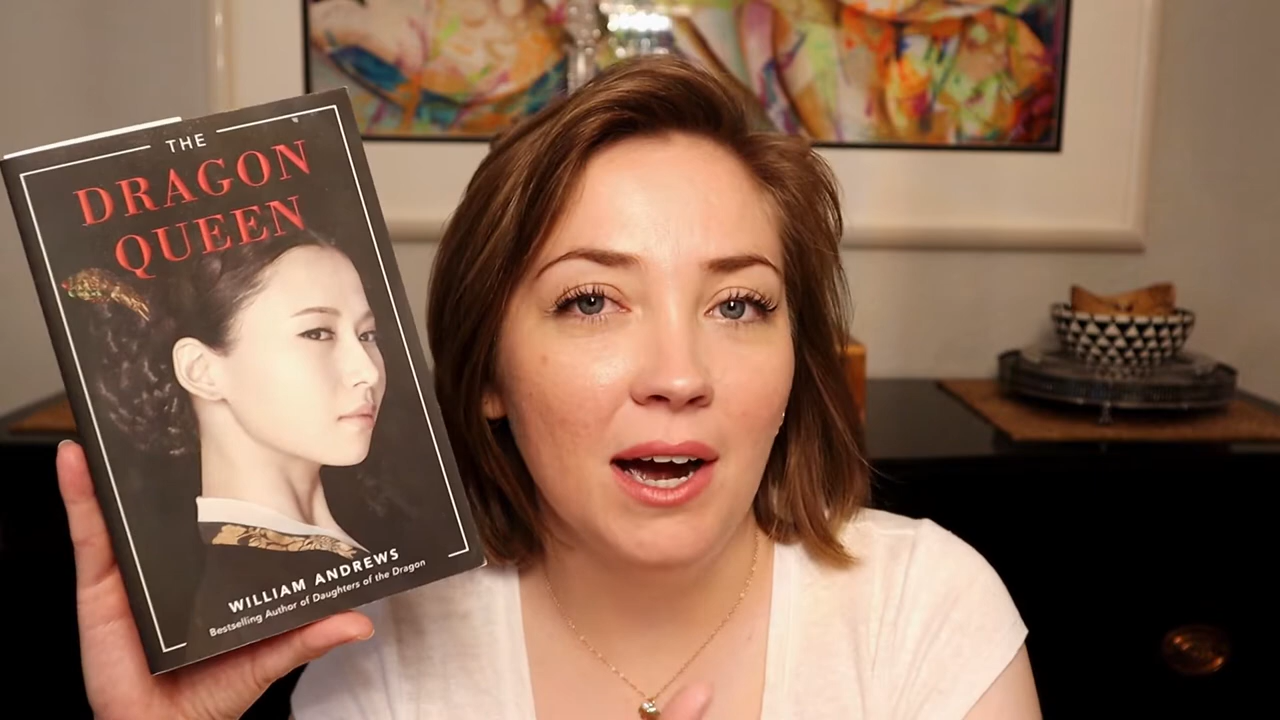 THE
DRAGON
QUEEN
WILLIAM ANDREWS
Bestselling Author of Daughters of the Dragon